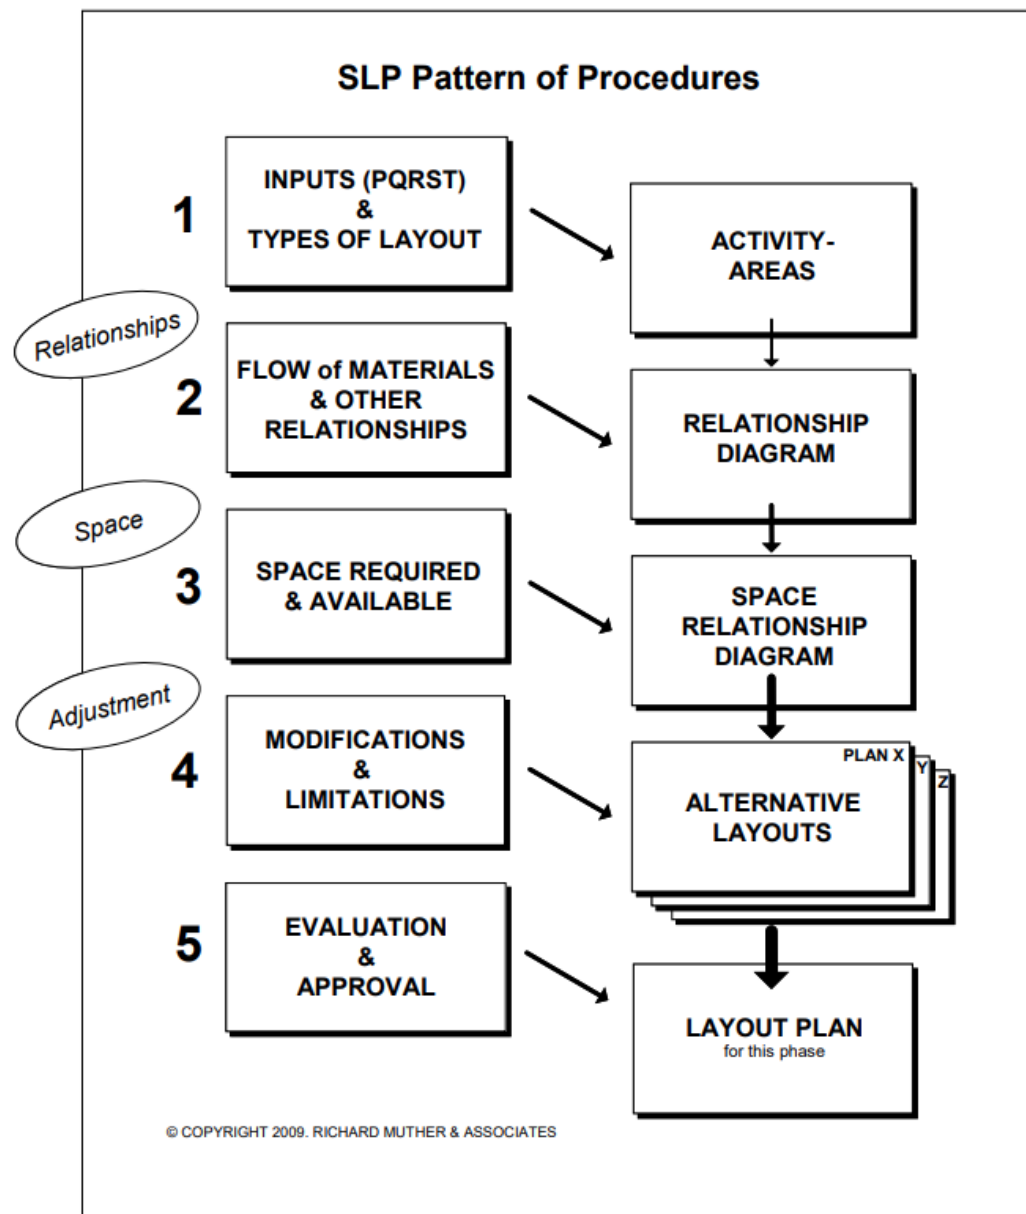 SLP Pattern of Procedures
1
INPUTS (PQRST)
&
TYPES OF LAYOUT
ACTIVITY-
AREAS
Relationships
2
FLOW of MATERIALS
& OTHER
RELATIONSHIPS
RELATIONSHIP
DIAGRAM
Space
3
SPACE REQUIRED
& AVAILABLE
SPACE
RELATIONSHIP
DIAGRAM
Adjustment
4
MODIFICATIONS
&
LIMITATIONS
PLAN X
Y
Z
ALTERNATIVE
LAYOUTS
5
EVALUATION
&
APPROVAL
LAYOUT PLAN
for this phase
© COPYRIGHT 2009. RICHARD MUTHER & ASSOCIATES